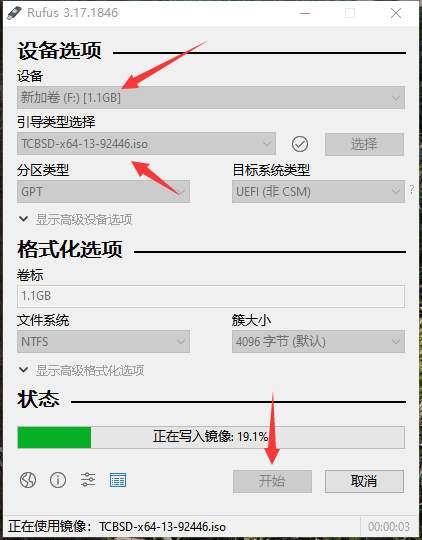 Rufus 3.17.1846
设备选项
设备
新加卷 (F:) [1.1GB]
引导类型选择
TCBSD-x64-13-92446.iso
选择
分区类型
目标系统类型
GPT
UEFI (非 CSM)
?
显示高级设备选项
格式化选项
卷标
1.1GB
文件系统
簇大小
NTFS
4096 字节 (默认)
显示高级格式化选项
状态
正在写入镜像: 19.1%
开始
取消
正在使用镜像：TCBSD-x64-13-92446.iso
00:00:03